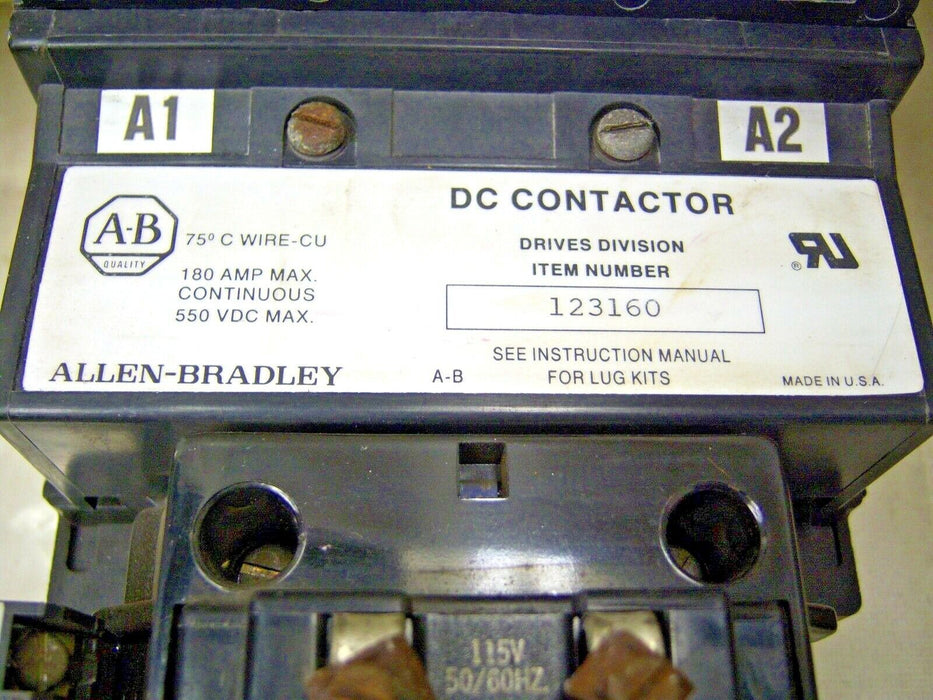 A1
A2
A-B
QUALITY
75° C WIRE-CU
180 AMP MAX.
CONTINUOUS
550 VDC MAX.
ALLEN-BRADLEY
DC CONTACTOR
DRIVES DIVISION
ITEM NUMBER
123160
SEE INSTRUCTION MANUAL
A-B FOR LUG KITS
®
RU
MADE IN U.S.A.
115V
50/60HZ.